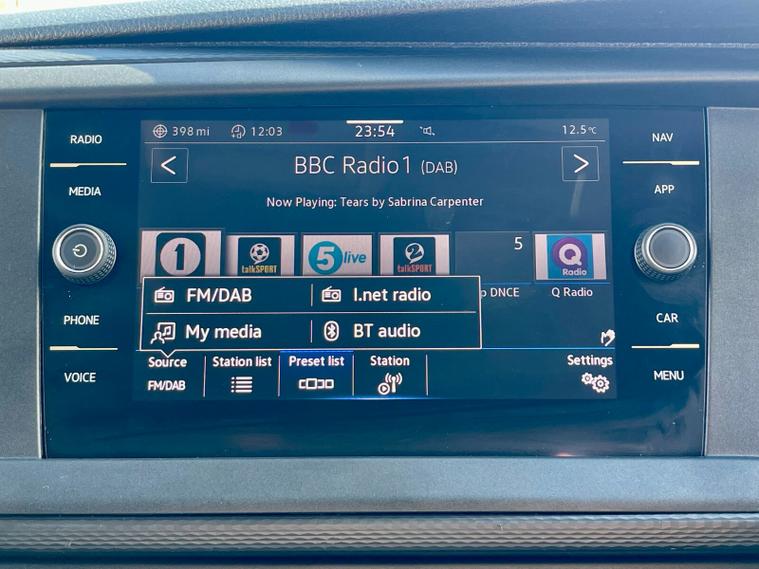 RADIO
MEDIA
PHONE
VOICE
398 mi
12:03
23:54
12.5°C
<
BBC Radio1 (DAB)
>
Now Playing: Tears by Sabrina Carpenter
1
talkSPORT
5 live
talkSPORT 2
5
Q Radio
DNCE
Q Radio
FM/DAB
I.net radio
My media
BT audio
Source
FM/DAB
Station list
Preset list
Station
Settings
NAV
APP
CAR
MENU